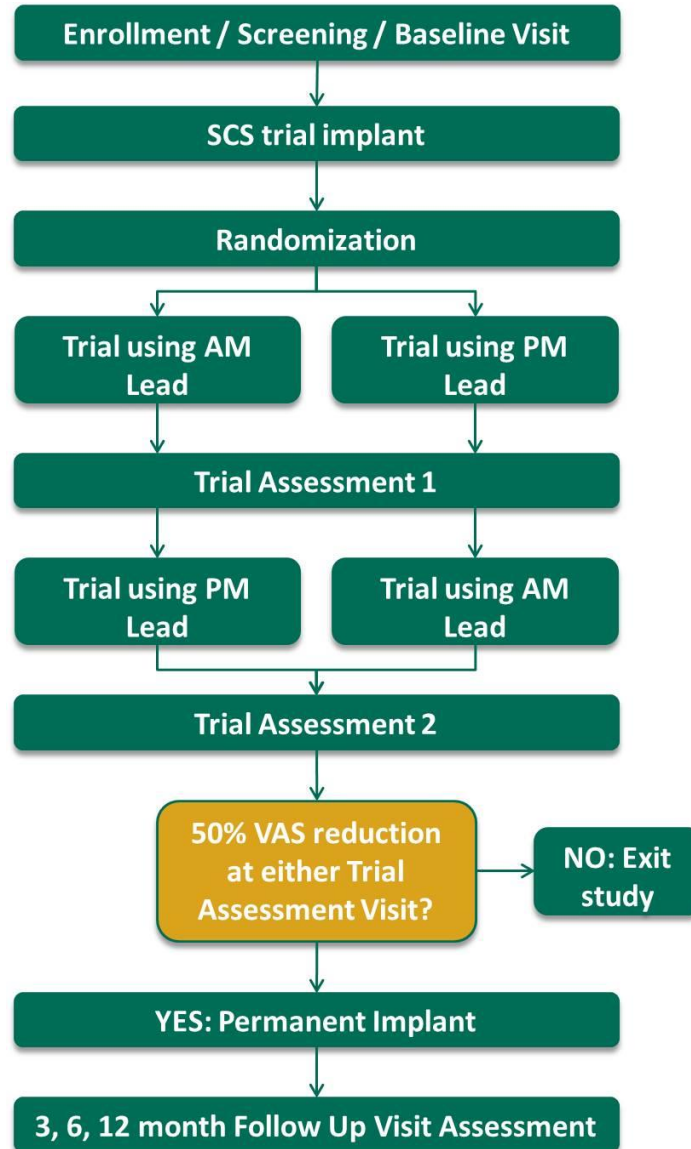 Enrollment / Screening / Baseline Visit
SCS trial implant
Randomization
Trial using AM
Lead
Trial using PM
Lead
Trial Assessment 1
Trial using PM
Lead
Trial using AM
Lead
Trial Assessment 2
50% VAS reduction
at either Trial
Assessment Visit?
NO: Exit
study
YES: Permanent Implant
3, 6, 12 month Follow Up Visit Assessment